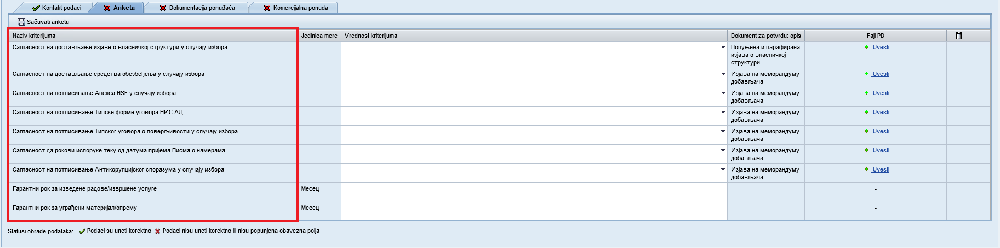 Kontakt podaci Anketa Dokumentacija ponuđača Komercijalna ponuda
Sačuvati anketu
Naziv kriterijuma Jedinica mere Vrednost kriterijuma Dokument za potvrdu: opis Fajl PD
Сагласност на достављање изјаве о власничкој структури у случају избора Попуњена и парафирана Uvesti
изјава о власничкој
структури
Сагласност на достављање средства обезбеђења у случају избора Изјава на меморандуму Uvesti
добављача
Сагласност на потписивање Анекса HSE у случају избора Изјава на меморандуму Uvesti
добављача
Сагласност на потписивање Типске форме уговора НИС АД Изјава на меморандуму Uvesti
добављача
Сагласност на потписивање Типског уговора о поверљивости у случају избора Изјава на меморандуму Uvesti
добављача
Сагласност да рокови испоруке теку од датума пријема Писма о намерама Изјава на меморандуму Uvesti
добављача
Сагласност на потписивање Антикорупцијског споразума у случају избора Изјава на меморандуму Uvesti
добављача
Гарантни рок за изведене радове/извршене услуге Месец -
Гарантни рок за уграђени материјал/опрему Месец -
Statusi obrade podataka: Podaci su uneti korektno Podaci nisu uneti korektno ili nisu popunjena obavezna polja